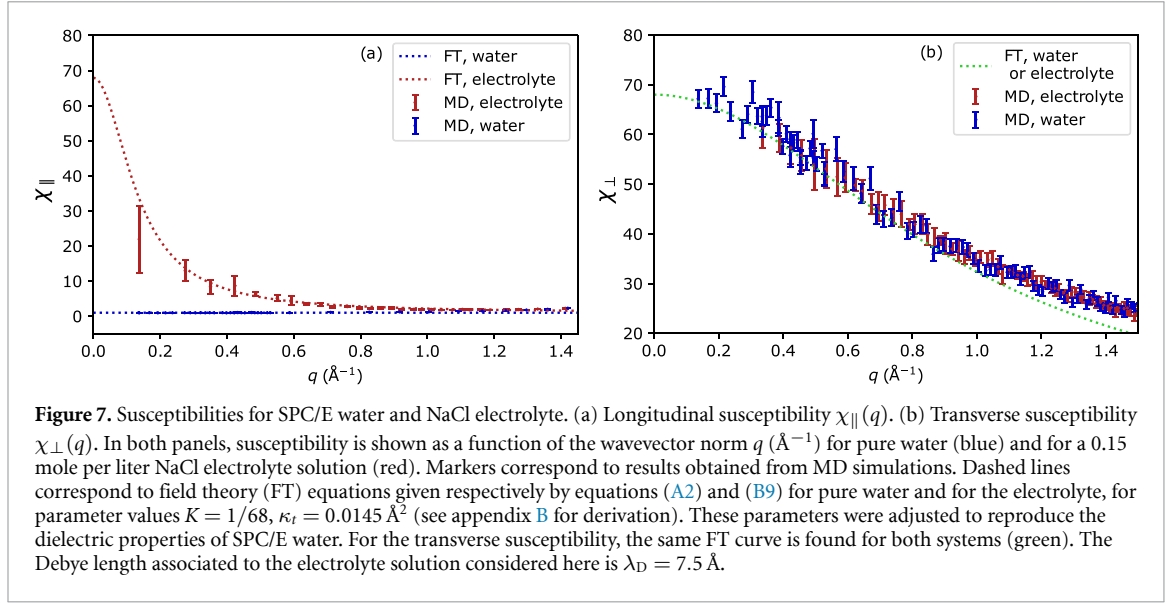 80
70
60
50
40
30
20
10
0
χ∥
0.0 0.2 0.4 0.6 0.8 1.0 1.2 1.4
q (Å⁻¹)
(a)
FT, water
FT, electrolyte
MD, electrolyte
MD, water
80
70
60
50
40
30
20
χ⊥
0.0 0.2 0.4 0.6 0.8 1.0 1.2 1.4
q (Å⁻¹)
(b)
FT, water
or electrolyte
MD, electrolyte
MD, water
Figure 7. Susceptibilities for SPC/E water and NaCl electrolyte. (a) Longitudinal susceptibility χ∥(q). (b) Transverse susceptibility
χ⊥(q). In both panels, susceptibility is shown as a function of the wavevector norm q (Å⁻¹) for pure water (blue) and for a 0.15
mole per liter NaCl electrolyte solution (red). Markers correspond to results obtained from MD simulations. Dashed lines
correspond to field theory (FT) equations given respectively by equations (A2) and (B9) for pure water and for the electrolyte, for
parameter values K = 1/68, κₜ = 0.0145 Å² (see appendix B for derivation). These parameters were adjusted to reproduce the
dielectric properties of SPC/E water. For the transverse susceptibility, the same FT curve is found for both systems (green). The
Debye length associated to the electrolyte solution considered here is λ_D = 7.5 Å.